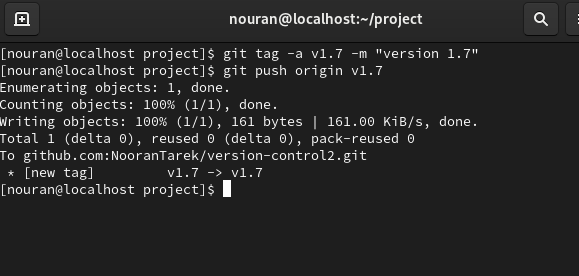 nouran@localhost:~/project
[nouran@localhost project]$ git tag -a v1.7 -m "version 1.7"
[nouran@localhost project]$ git push origin v1.7
Enumerating objects: 1, done.
Counting objects: 100% (1/1), done.
Writing objects: 100% (1/1), 161 bytes | 161.00 KiB/s, done.
Total 1 (delta 0), reused 0 (delta 0), pack-reused 0
To github.com:NooranTarek/version-control2.git
 * [new tag]         v1.7 -> v1.7
[nouran@localhost project]$